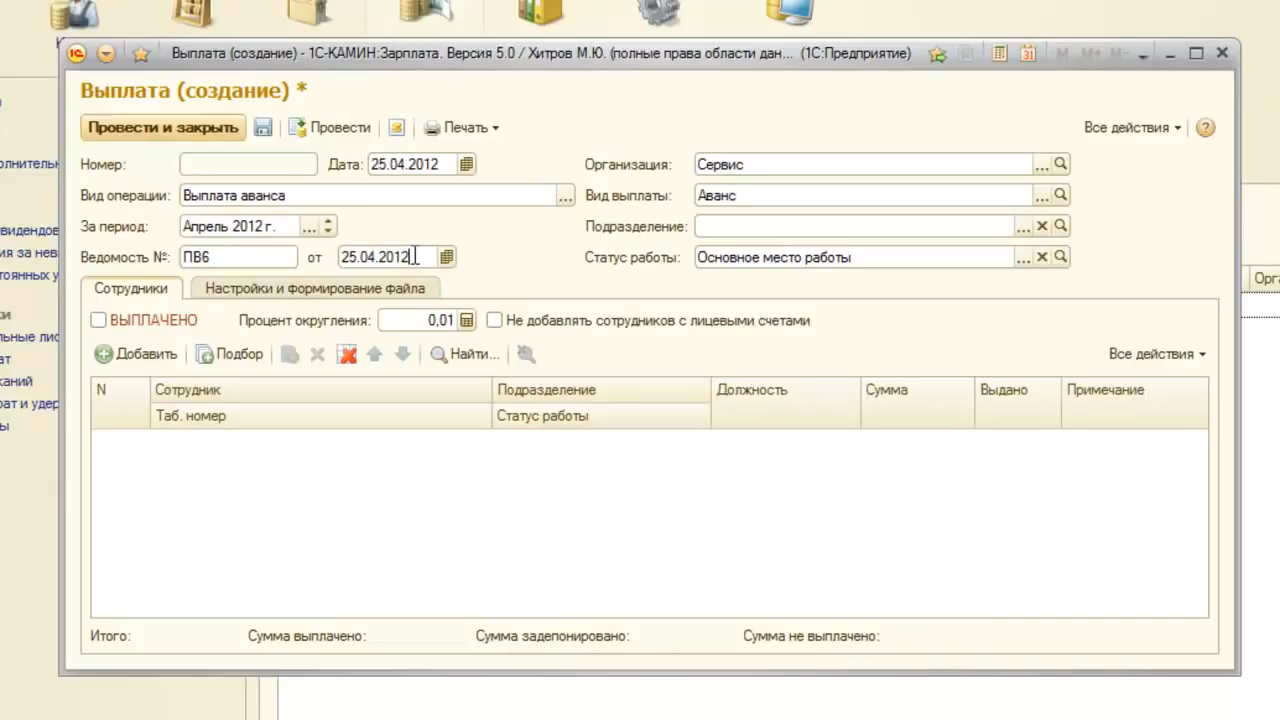 Выплата (создание) - 1С-КАМИН:Зарплата. Версия 5.0 / Хитров М.Ю. (полные права области дан... (1С:Предприятие)
M M+ M-
Выплата (создание) *
Провести и закрыть Провести Печать Все действия
Номер: Дата: 25.04.2012 Организация: Сервис
Вид операции: Выплата аванса Вид выплаты: Аванс
За период: Апрель 2012 г. Подразделение:
Ведомость №: ПВ6 от 25.04.2012 Статус работы: Основное место работы
Сотрудники Настройки и формирование файла
ВЫПЛАЧЕНО Процент округления: 0,01 Не добавлять сотрудников с лицевыми счетами
Добавить Подбор Найти... Все действия
N Сотрудник Подразделение Должность Сумма Выдано Примечание
Таб. номер Статус работы
Итого: Сумма выплачено: Сумма задепонировано: Сумма не выплачено: